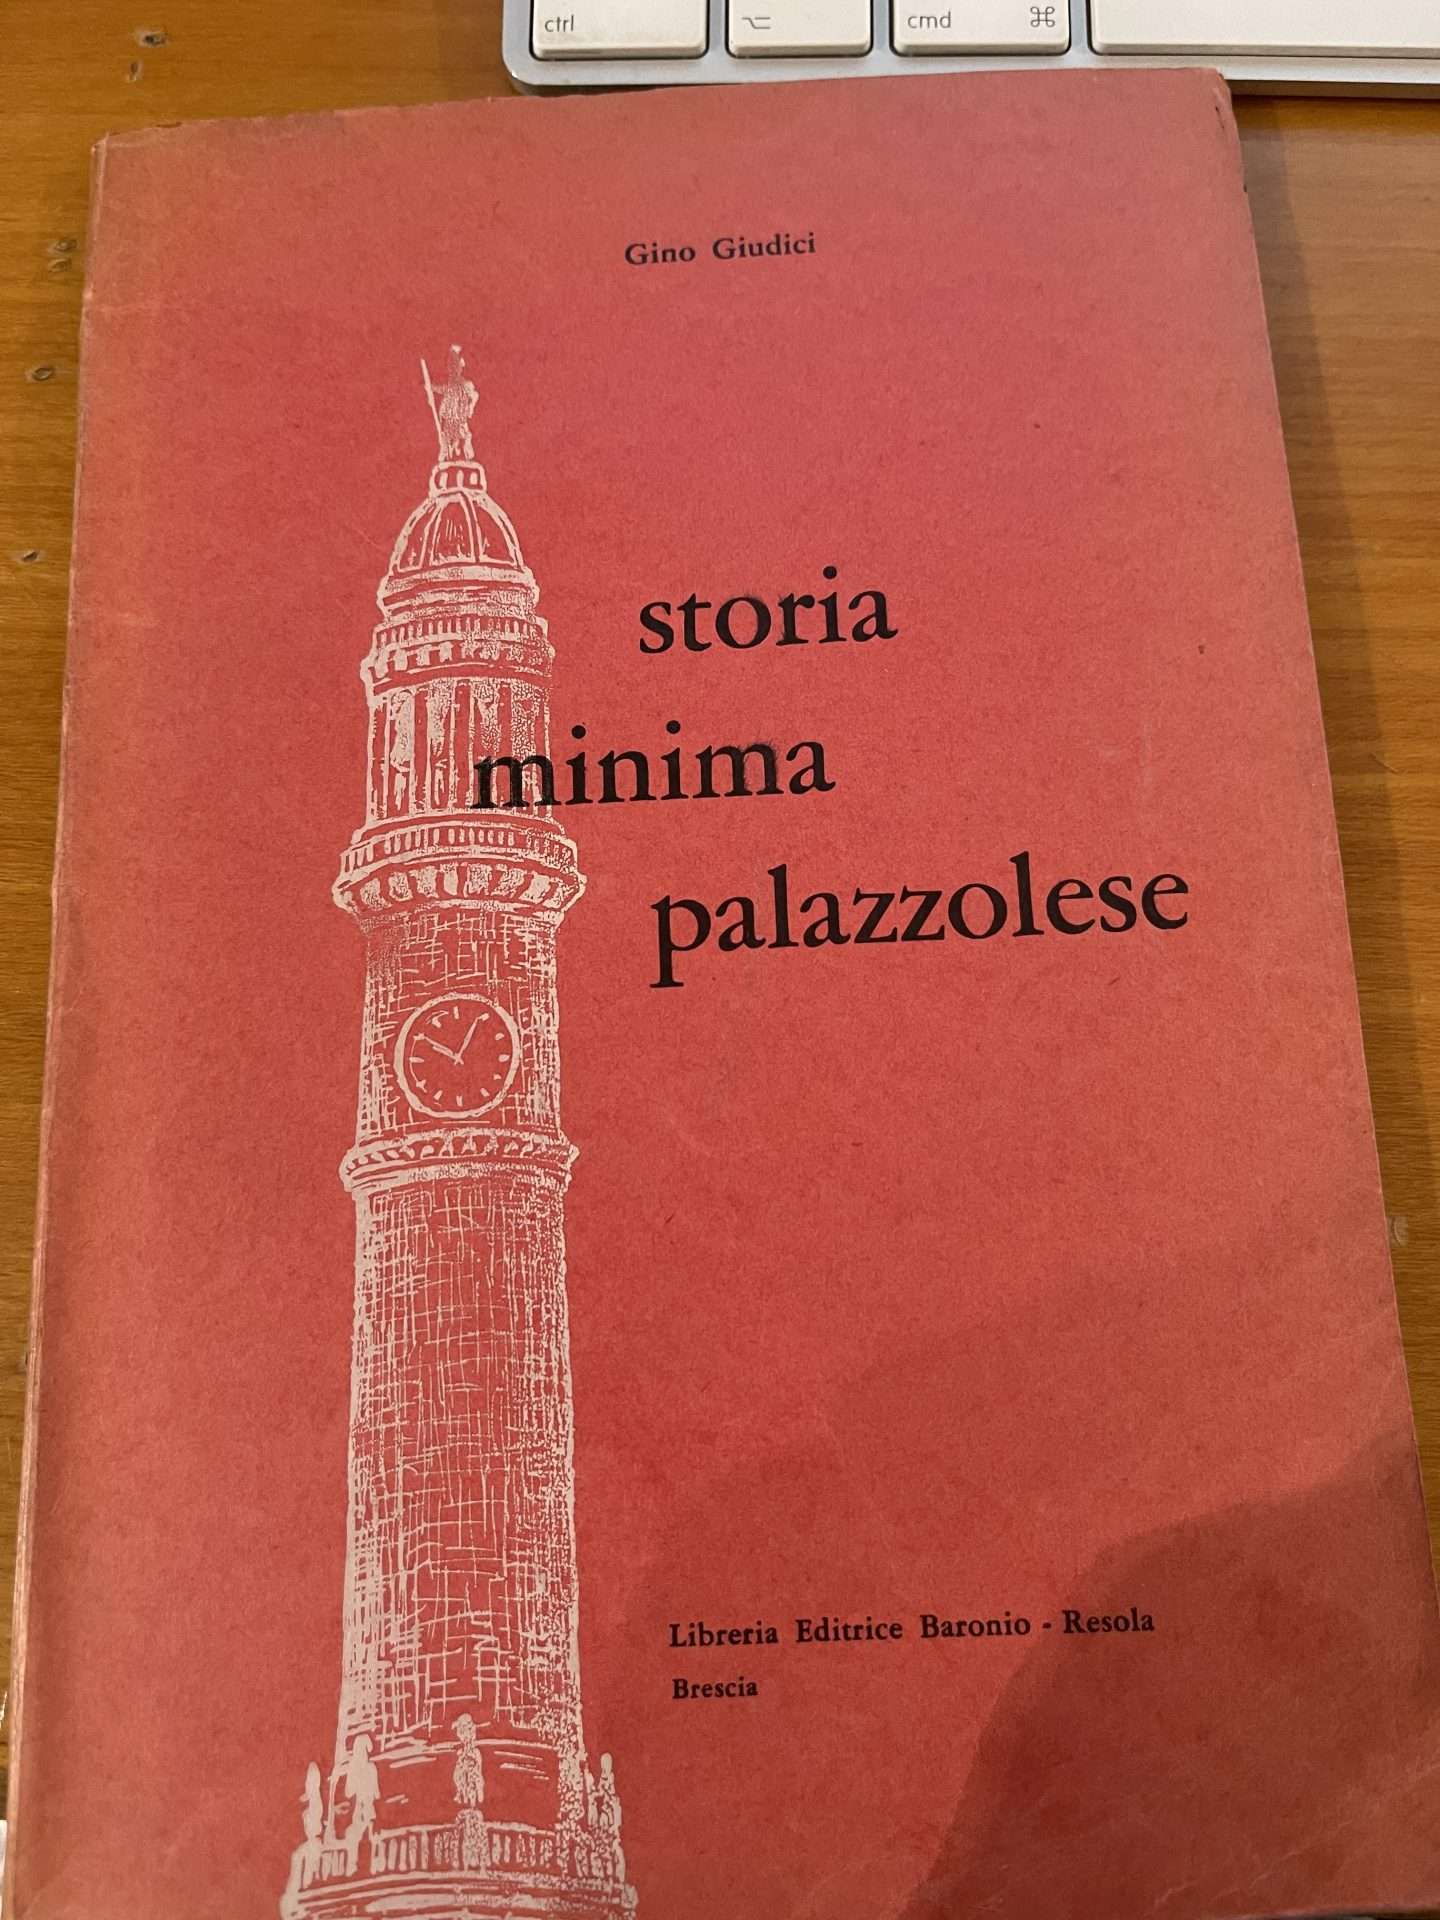 ctrl
⌥
cmd ⌘
Gino Giudici
storia
minima
palazzolese
Libreria Editrice Baronio - Resola
Brescia